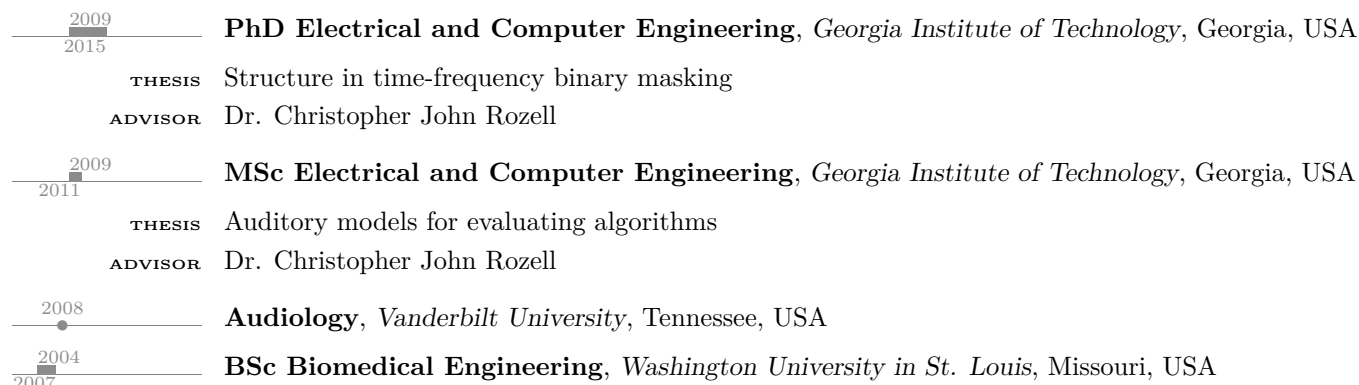 2009
2015
PhD Electrical and Computer Engineering, Georgia Institute of Technology, Georgia, USA
THESIS Structure in time-frequency binary masking
ADVISOR Dr. Christopher John Rozell
2009
2011
MSc Electrical and Computer Engineering, Georgia Institute of Technology, Georgia, USA
THESIS Auditory models for evaluating algorithms
ADVISOR Dr. Christopher John Rozell
2008
Audiology, Vanderbilt University, Tennessee, USA
2004
2007
BSc Biomedical Engineering, Washington University in St. Louis, Missouri, USA